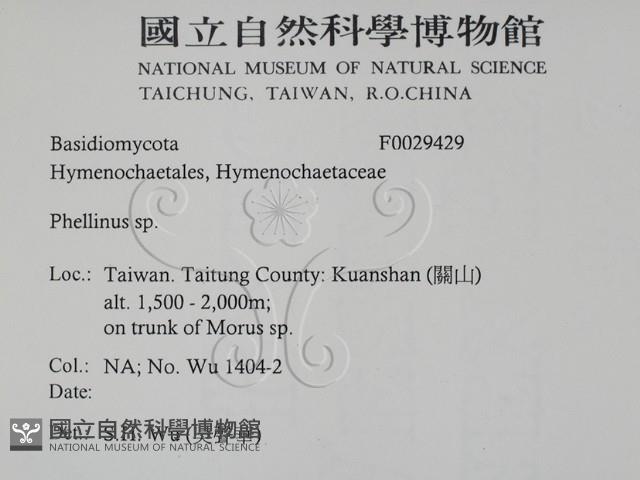 國立自然科學博物館
NATIONAL MUSEUM OF NATURAL SCIENCE
TAICHUNG, TAIWAN, R.O.CHINA
Basidiomycota F0029429
Hymenochaetales, Hymenochaetaceae
Phellinus sp.
Loc.: Taiwan. Taitung County: Kuanshan (關山)
alt. 1,500 - 2,000m;
on trunk of Morus sp.
Col.: NA; No. Wu 1404-2
Date:
S.H. Wu
國立自然科學博物館
NATIONAL MUSEUM OF NATURAL SCIENCE